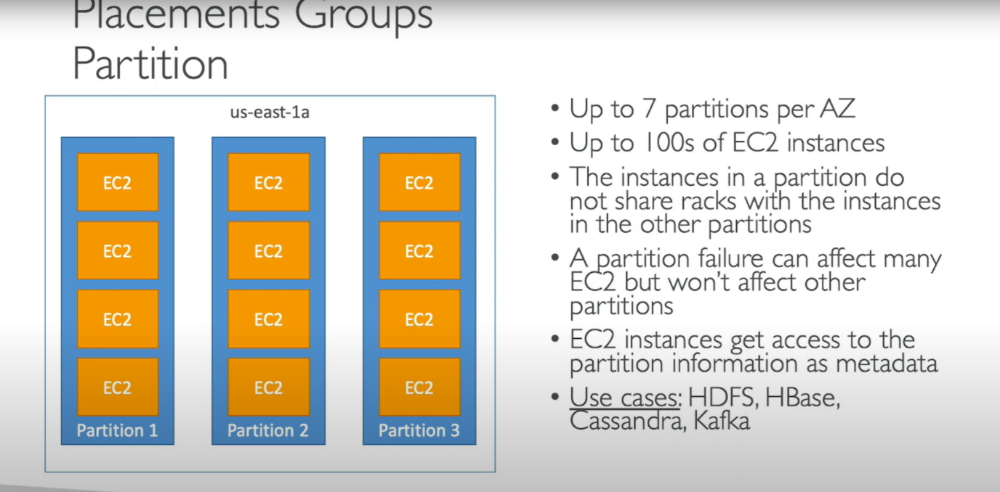 Placements Groups
Partition
us-east-1a
EC2
EC2
EC2
EC2
Partition 1
EC2
EC2
EC2
EC2
Partition 2
EC2
EC2
EC2
EC2
Partition 3
• Up to 7 partitions per AZ
• Up to 100s of EC2 instances
• The instances in a partition do
not share racks with the instances
in the other partitions
• A partition failure can affect many
EC2 but won't affect other
partitions
• EC2 instances get access to the
partition information as metadata
• Use cases: HDFS, HBase,
Cassandra, Kafka